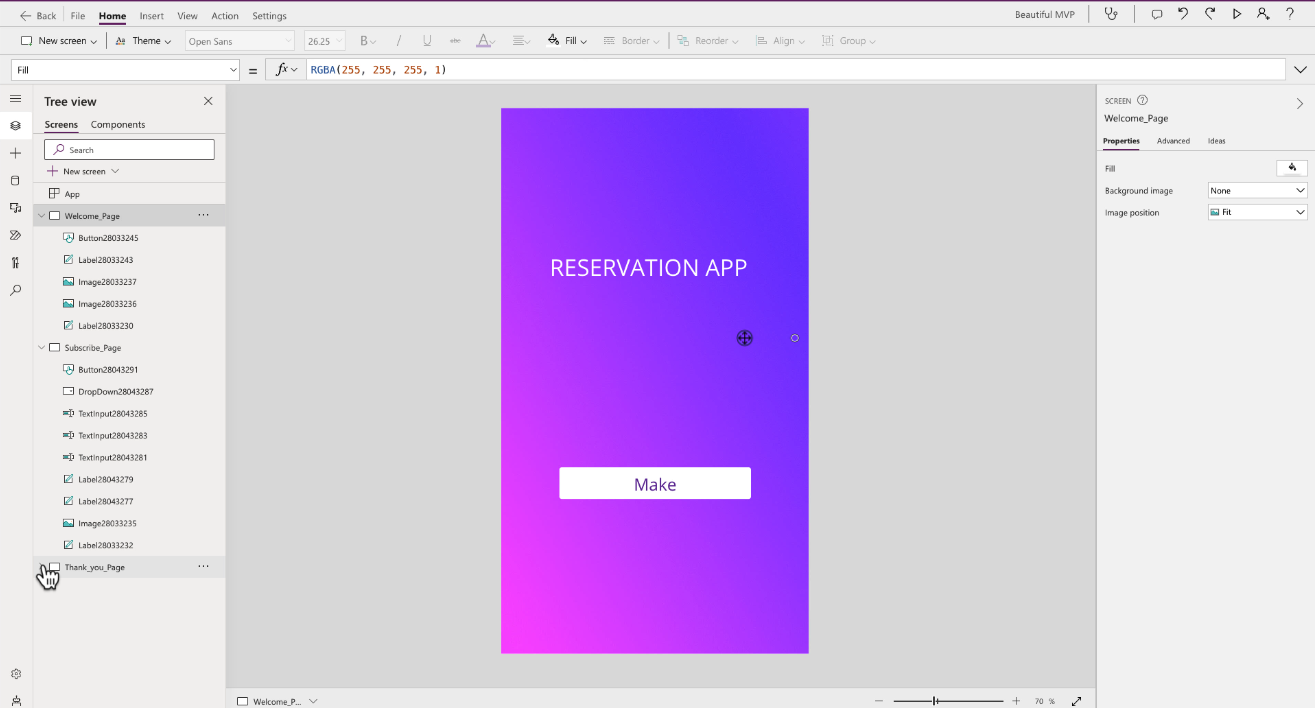 Back File Home Insert View Action Settings Beautiful MVP
New screen Theme Open Sans 26.25 B / U abc A Fill Border Reorder Align Group
Fill = fx RGBA(255, 255, 255, 1)
Tree view
Screens Components
Search
New screen
App
Welcome_Page
Button28033245
Label28033243
Image28033237
Image28033236
Label28033230
Subscribe_Page
Button28043291
DropDown28043287
TextInput28043285
TextInput28043283
TextInput28043281
Label28043279
Label28043277
Image28033235
Label28033232
Thank_you_Page
RESERVATION APP
Make
SCREEN
Welcome_Page
Properties Advanced Ideas
Fill
Background image None
Image position Fit
Welcome_P... 70 %